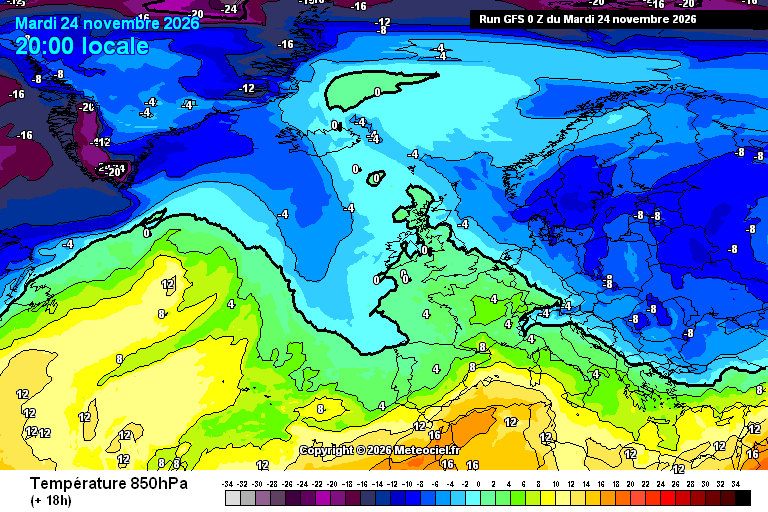 Mardi 24 novembre 2026
20:00 locale
Run GFS 0 Z du Mardi 24 novembre 2026
Copyright © 2026 Meteociel.fr
Température 850hPa
(+ 18h)
-34 -32 -30 -28 -26 -24 -22 -20 -18 -16 -14 -12 -10 -8 -6 -4 -2 0 2 4 6 8 10 12 14 16 18 20 22 24 26 28 30 32 34